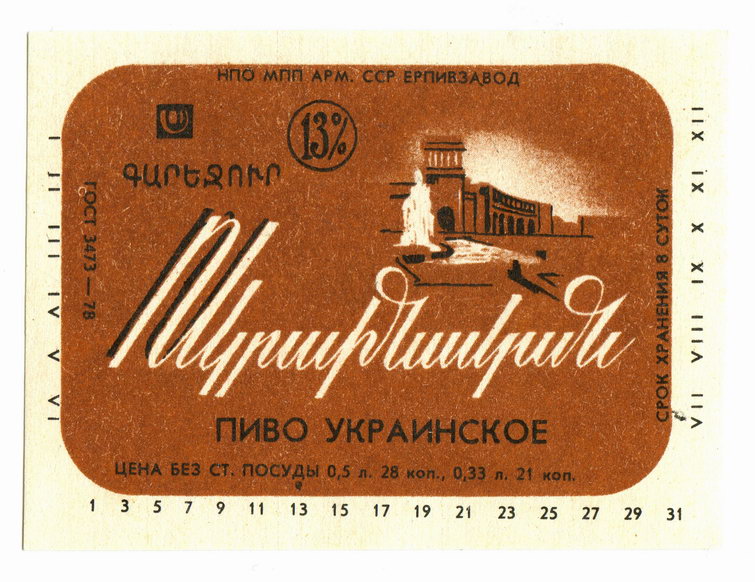 НПО МПП АРМ. ССР ЕРПИВЗАВОД
13%
ԳԱՐԵՋՈՒՐ
ГОСТ 3473—78
Ուկրաինական
СРОК ХРАНЕНИЯ 8 СУТОК
ПИВО УКРАИНСКОЕ
ЦЕНА БЕЗ СТ. ПОСУДЫ 0,5 л. 28 коп., 0,33 л. 21 коп.
I II III IV V VI
VII VIII IX X XI XII
1 3 5 7 9 11 13 15 17 19 21 23 25 27 29 31